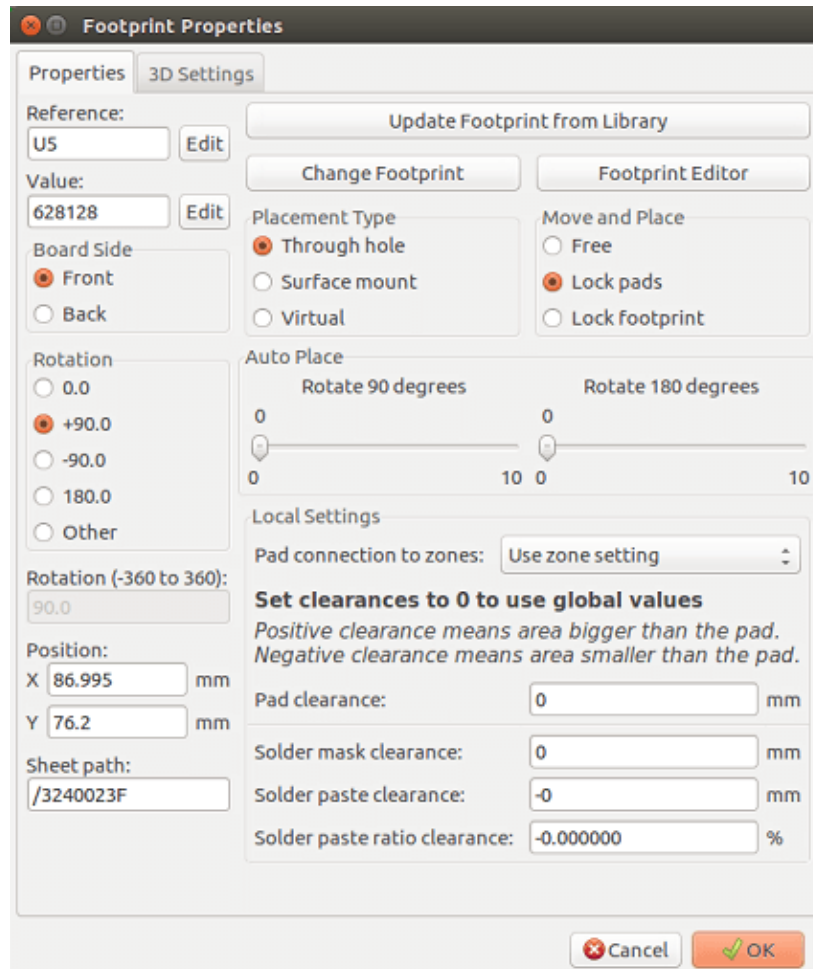 Footprint Properties
Properties 3D Settings
Reference:
U5 Edit
Value:
628128 Edit
Board Side
Front
Back
Rotation
0.0
+90.0
-90.0
180.0
Other
Rotation (-360 to 360):
90.0
Position:
X 86.995 mm
Y 76.2 mm
Sheet path:
/3240023F
Update Footprint from Library
Change Footprint Footprint Editor
Placement Type
Through hole
Surface mount
Virtual
Move and Place
Free
Lock pads
Lock footprint
Auto Place
Rotate 90 degrees
0
0 10
Rotate 180 degrees
0
0 10
Local Settings
Pad connection to zones: Use zone setting
Set clearances to 0 to use global values
Positive clearance means area bigger than the pad.
Negative clearance means area smaller than the pad.
Pad clearance: 0 mm
Solder mask clearance: 0 mm
Solder paste clearance: -0 mm
Solder paste ratio clearance: -0.000000 %
Cancel OK